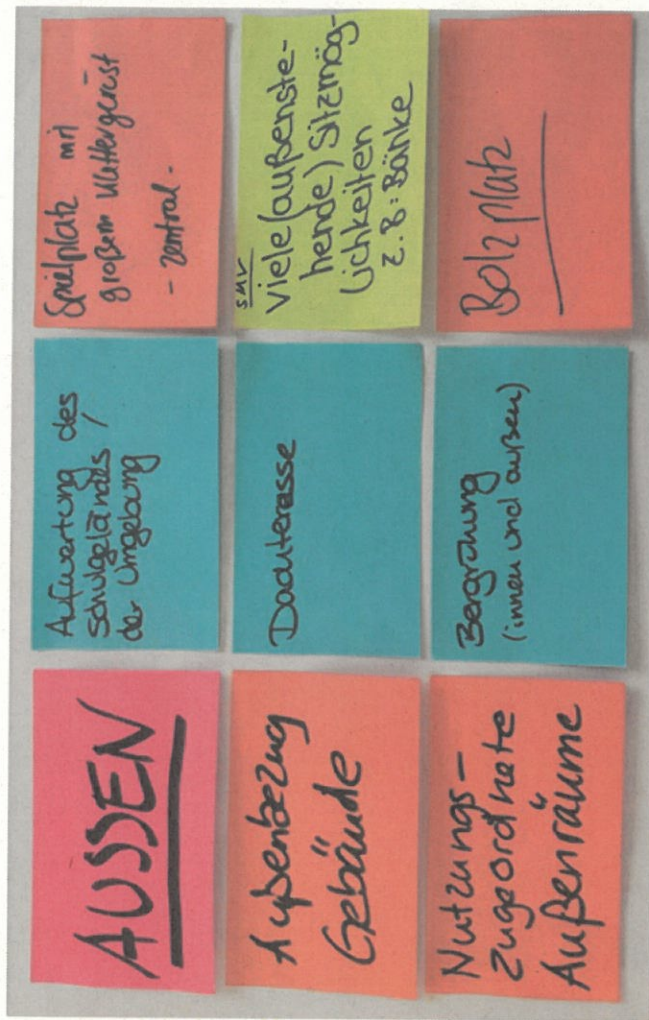 AUSSEN
Aufwertung des
Schulgeländes /
der Umgebung
Spielplatz mit
großem Klettergerüst
- zentral -
Außenbezug
Gebäude
Dachterasse
SMV
Viele (außenste-
hende) Sitzmög-
lichkeiten
z.B: Bänke
Nutzungs-
zugeordnete
Außenräume
Bergrünung
(innen und außen)
Bolzplatz